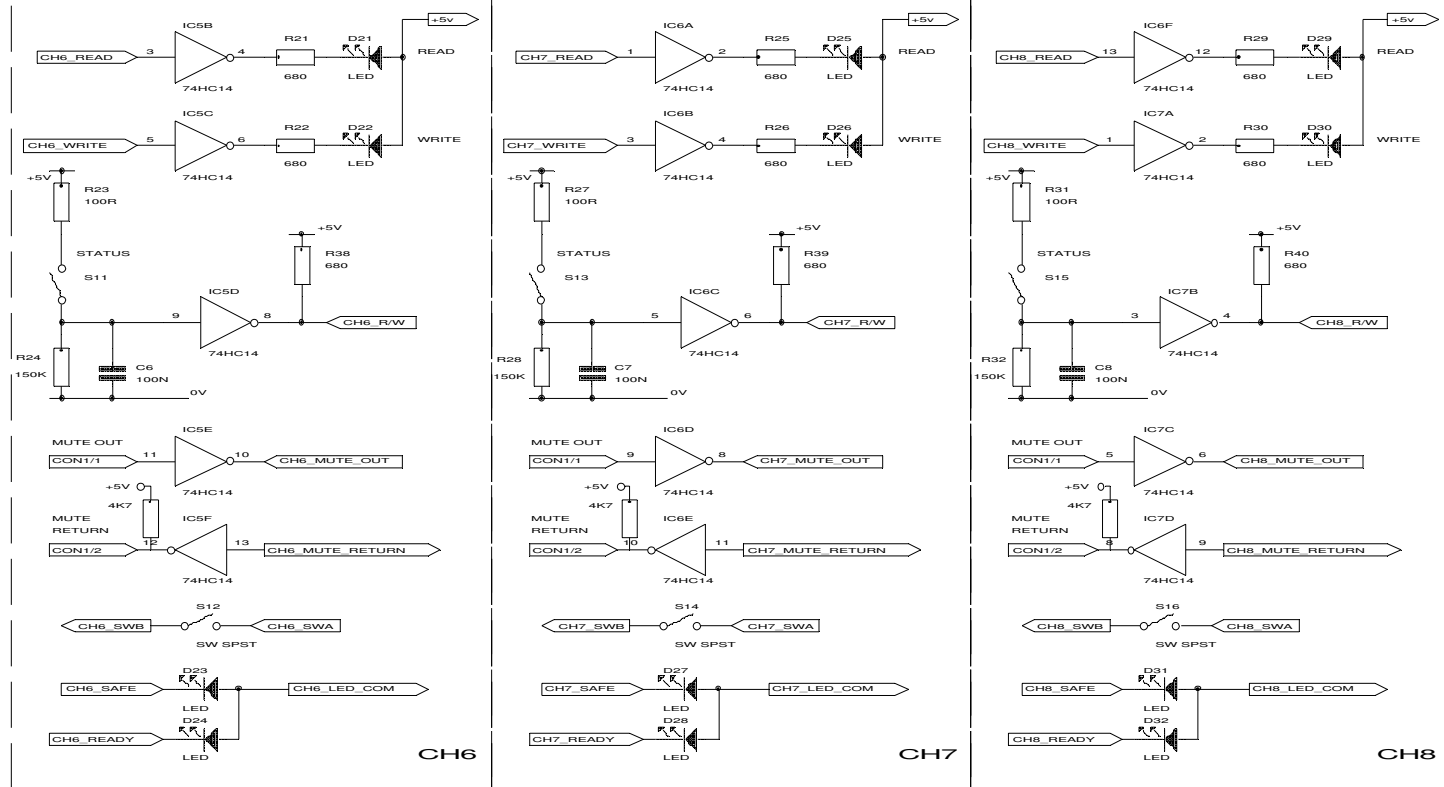 IC5B
+5v
R21
D21
CH6_READ
3
4
READ
680
LED
74HC14
IC5C
R22
D22
CH6_WRITE
5
6
WRITE
680
LED
74HC14
+5V
R23
100R
STATUS
S11
+5V
R38
680
IC5D
9
8
CH6_R/W
74HC14
R24
150K
C6
100N
0V
MUTE OUT
IC5E
CON1/1
11
10
CH6_MUTE_OUT
74HC14
+5V
4K7
MUTE
RETURN
IC5F
CON1/2
12
13
CH6_MUTE_RETURN
74HC14
S12
CH6_SWB
CH6_SWA
SW SPST
D23
CH6_SAFE
CH6_LED_COM
LED
D24
CH6_READY
LED
CH6
IC6A
+5v
R25
D25
CH7_READ
1
2
READ
680
LED
74HC14
IC6B
R26
D26
CH7_WRITE
3
4
WRITE
680
LED
74HC14
+5V
R27
100R
STATUS
S13
+5V
R39
680
IC6C
5
6
CH7_R/W
74HC14
R28
150K
C7
100N
0V
MUTE OUT
IC6D
CON1/1
9
8
CH7_MUTE_OUT
74HC14
+5V
4K7
MUTE
RETURN
IC6E
CON1/2
10
11
CH7_MUTE_RETURN
74HC14
S14
CH7_SWB
CH7_SWA
SW SPST
D27
CH7_SAFE
CH7_LED_COM
LED
D28
CH7_READY
LED
CH7
IC6F
+5v
R29
D29
CH8_READ
13
12
READ
680
LED
74HC14
IC7A
R30
D30
CH8_WRITE
1
2
WRITE
680
LED
74HC14
+5V
R31
100R
STATUS
S15
+5V
R40
680
IC7B
3
4
CH8_R/W
74HC14
R32
150K
C8
100N
0V
MUTE OUT
IC7C
CON1/1
5
6
CH8_MUTE_OUT
74HC14
+5V
4K7
MUTE
RETURN
IC7D
CON1/2
8
9
CH8_MUTE_RETURN
74HC14
S16
CH8_SWB
CH8_SWA
SW SPST
D31
CH8_SAFE
CH8_LED_COM
LED
D32
CH8_READY
LED
CH8